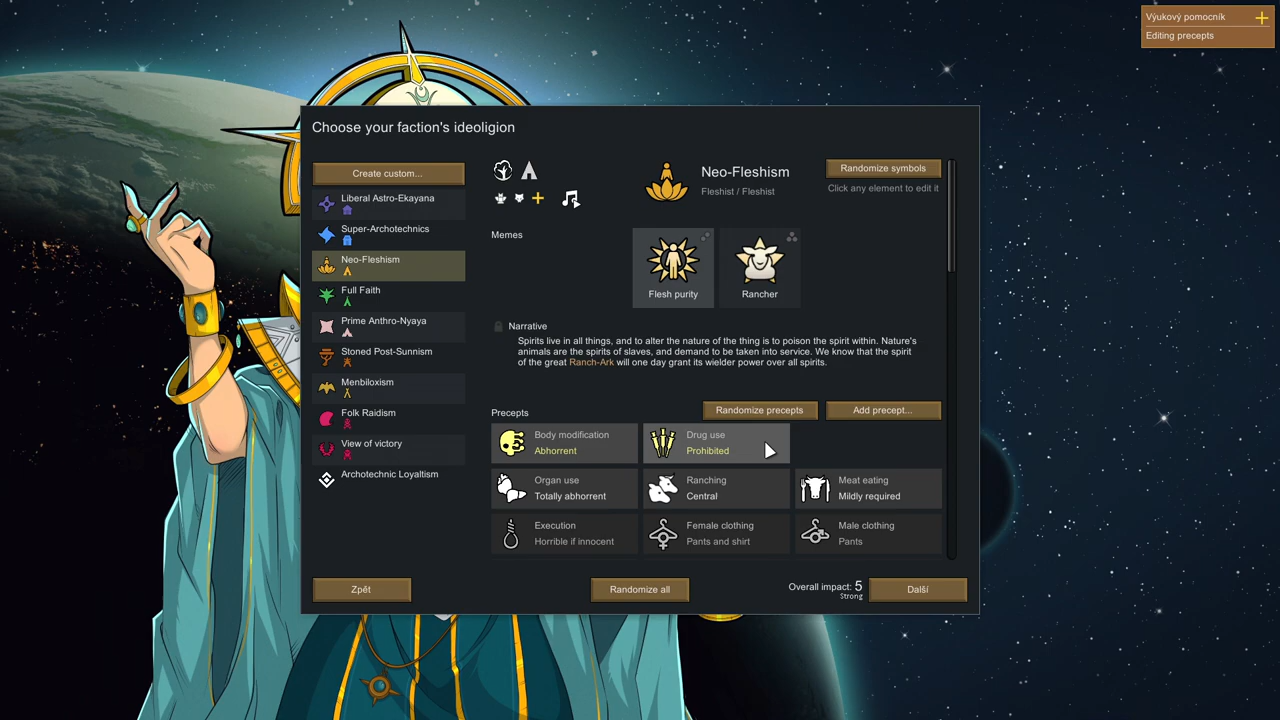 Výukový pomocník
Editing precepts
Choose your faction's ideoligion
Create custom...
Liberal Astro-Ekayana
Super-Archotechnics
Neo-Fleshism
Full Faith
Prime Anthro-Nyaya
Stoned Post-Sunnism
Menbiloxism
Folk Raidism
View of victory
Archotechnic Loyaltism
Neo-Fleshism
Fleshist / Fleshist
Randomize symbols
Click any element to edit it
Memes
Flesh purity
Rancher
Narrative
Spirits live in all things, and to alter the nature of the thing is to poison the spirit within. Nature's
animals are the spirits of slaves, and demand to be taken into service. We know that the spirit
of the great Ranch-Ark will one day grant its wielder power over all spirits.
Precepts
Randomize precepts
Add precept...
Body modification
Abhorrent
Drug use
Prohibited
Organ use
Totally abhorrent
Ranching
Central
Meat eating
Mildly required
Execution
Horrible if innocent
Female clothing
Pants and shirt
Male clothing
Pants
Zpět
Randomize all
Overall impact: 5
Strong
Další